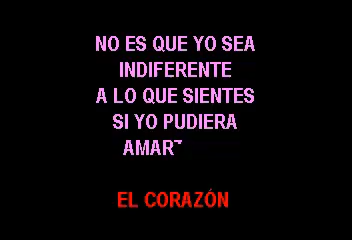 NO ES QUE YO SEA
INDIFERENTE
A LO QUE SIENTES
SI YO PUDIERA
AMAR˜
EL CORAZÓN